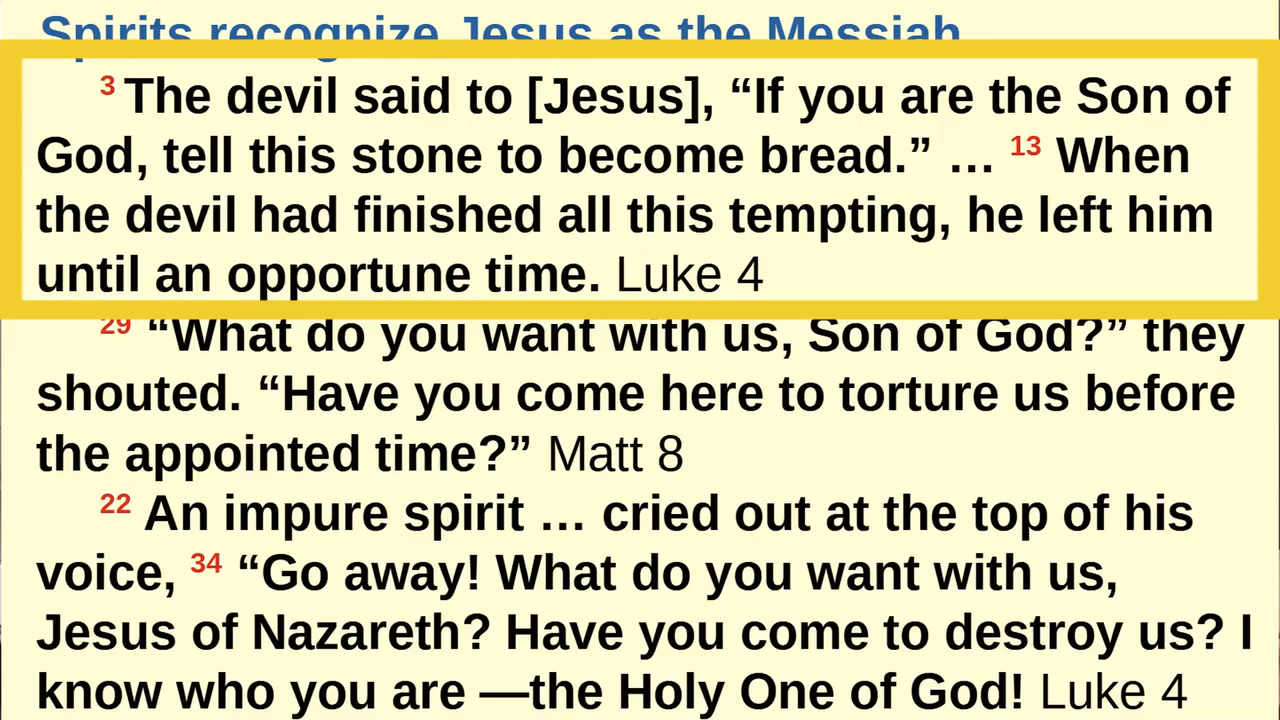 Spirits recognize Jesus as the Messiah
3 The devil said to [Jesus], “If you are the Son of
God, tell this stone to become bread.” … 13 When
the devil had finished all this tempting, he left him
until an opportune time. Luke 4
29 “What do you want with us, Son of God?” they
shouted. “Have you come here to torture us before
the appointed time?” Matt 8
22 An impure spirit … cried out at the top of his
voice, 34 “Go away! What do you want with us,
Jesus of Nazareth? Have you come to destroy us? I
know who you are —the Holy One of God! Luke 4